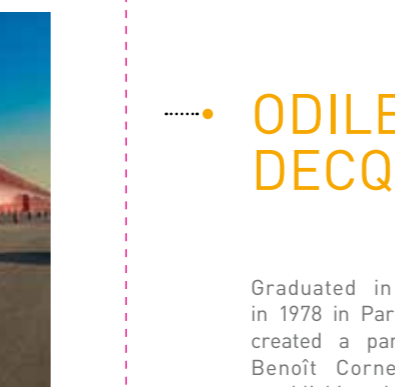 ODILE
DECQ
Graduated in
in 1978 in Par
created a par
Benoît Corne